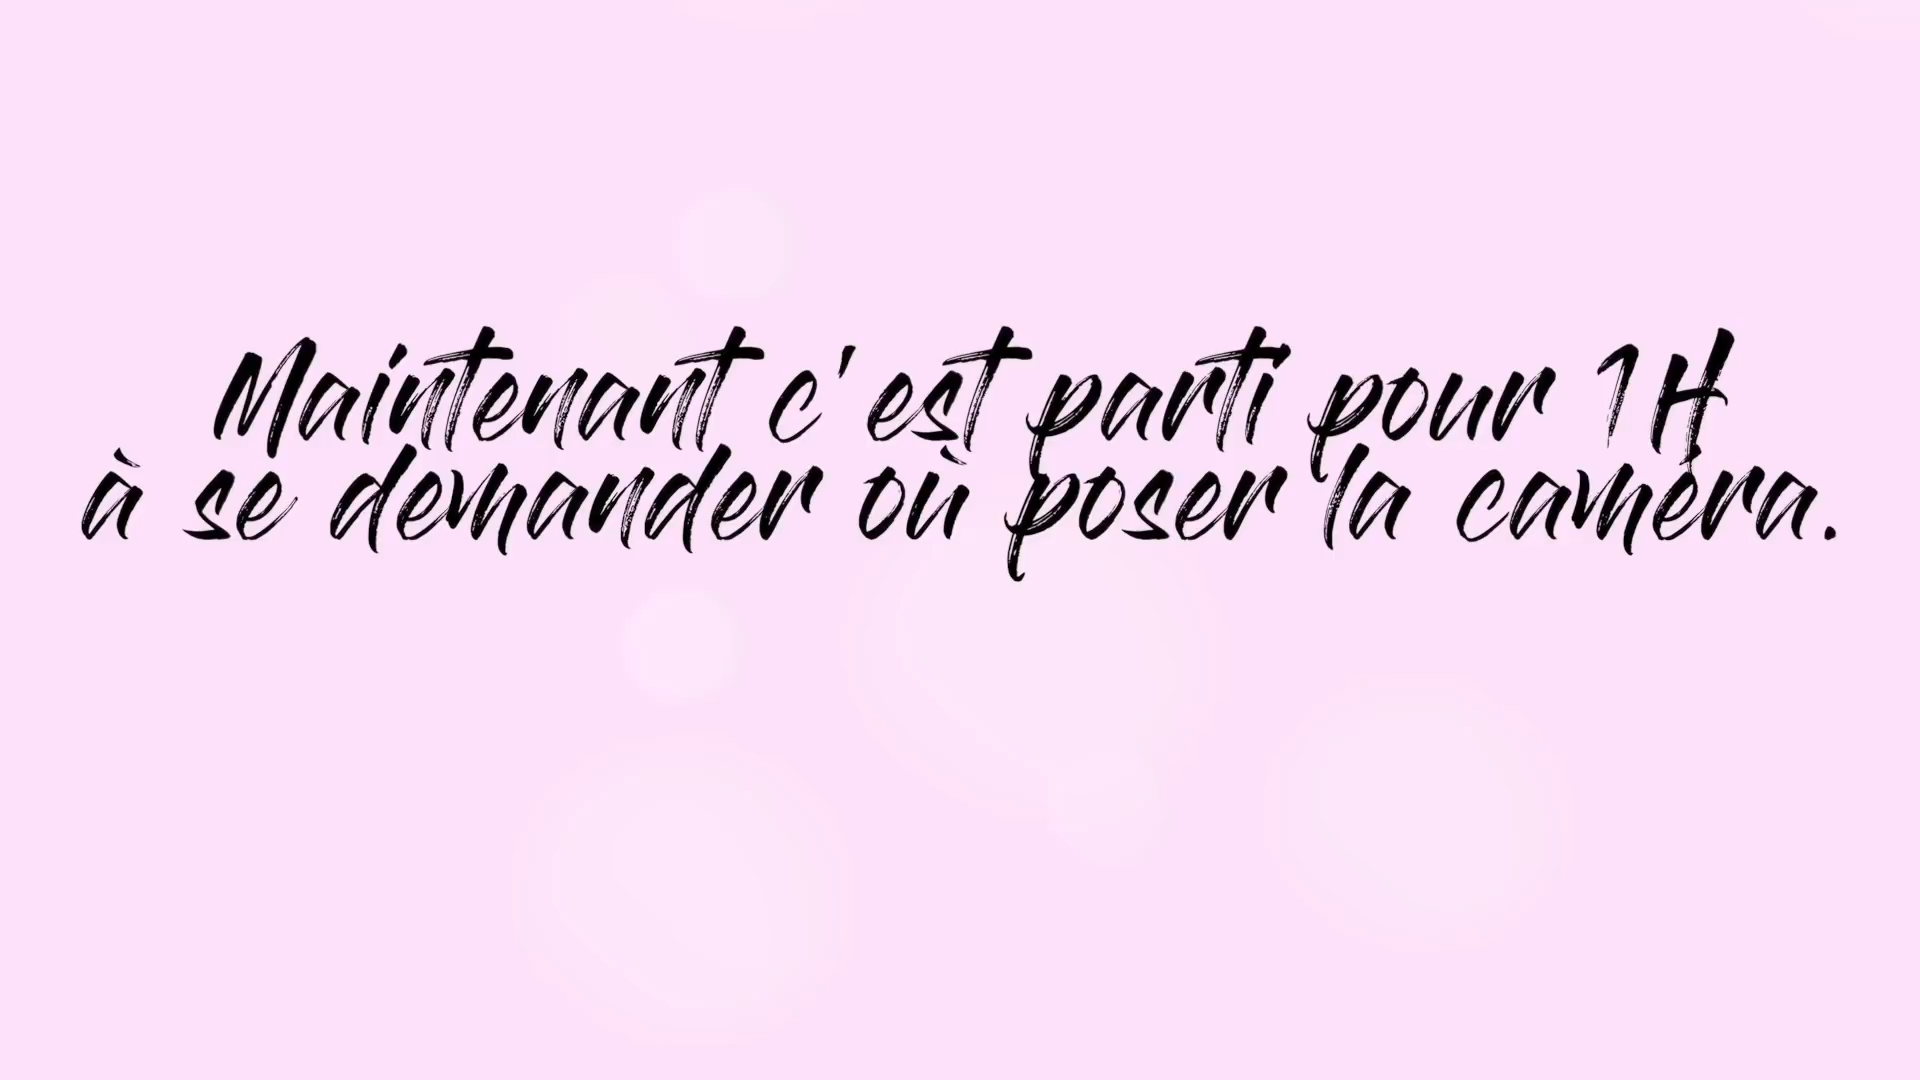 Maintenant c'est parti pour 1H
à se demander où poser la caméra.